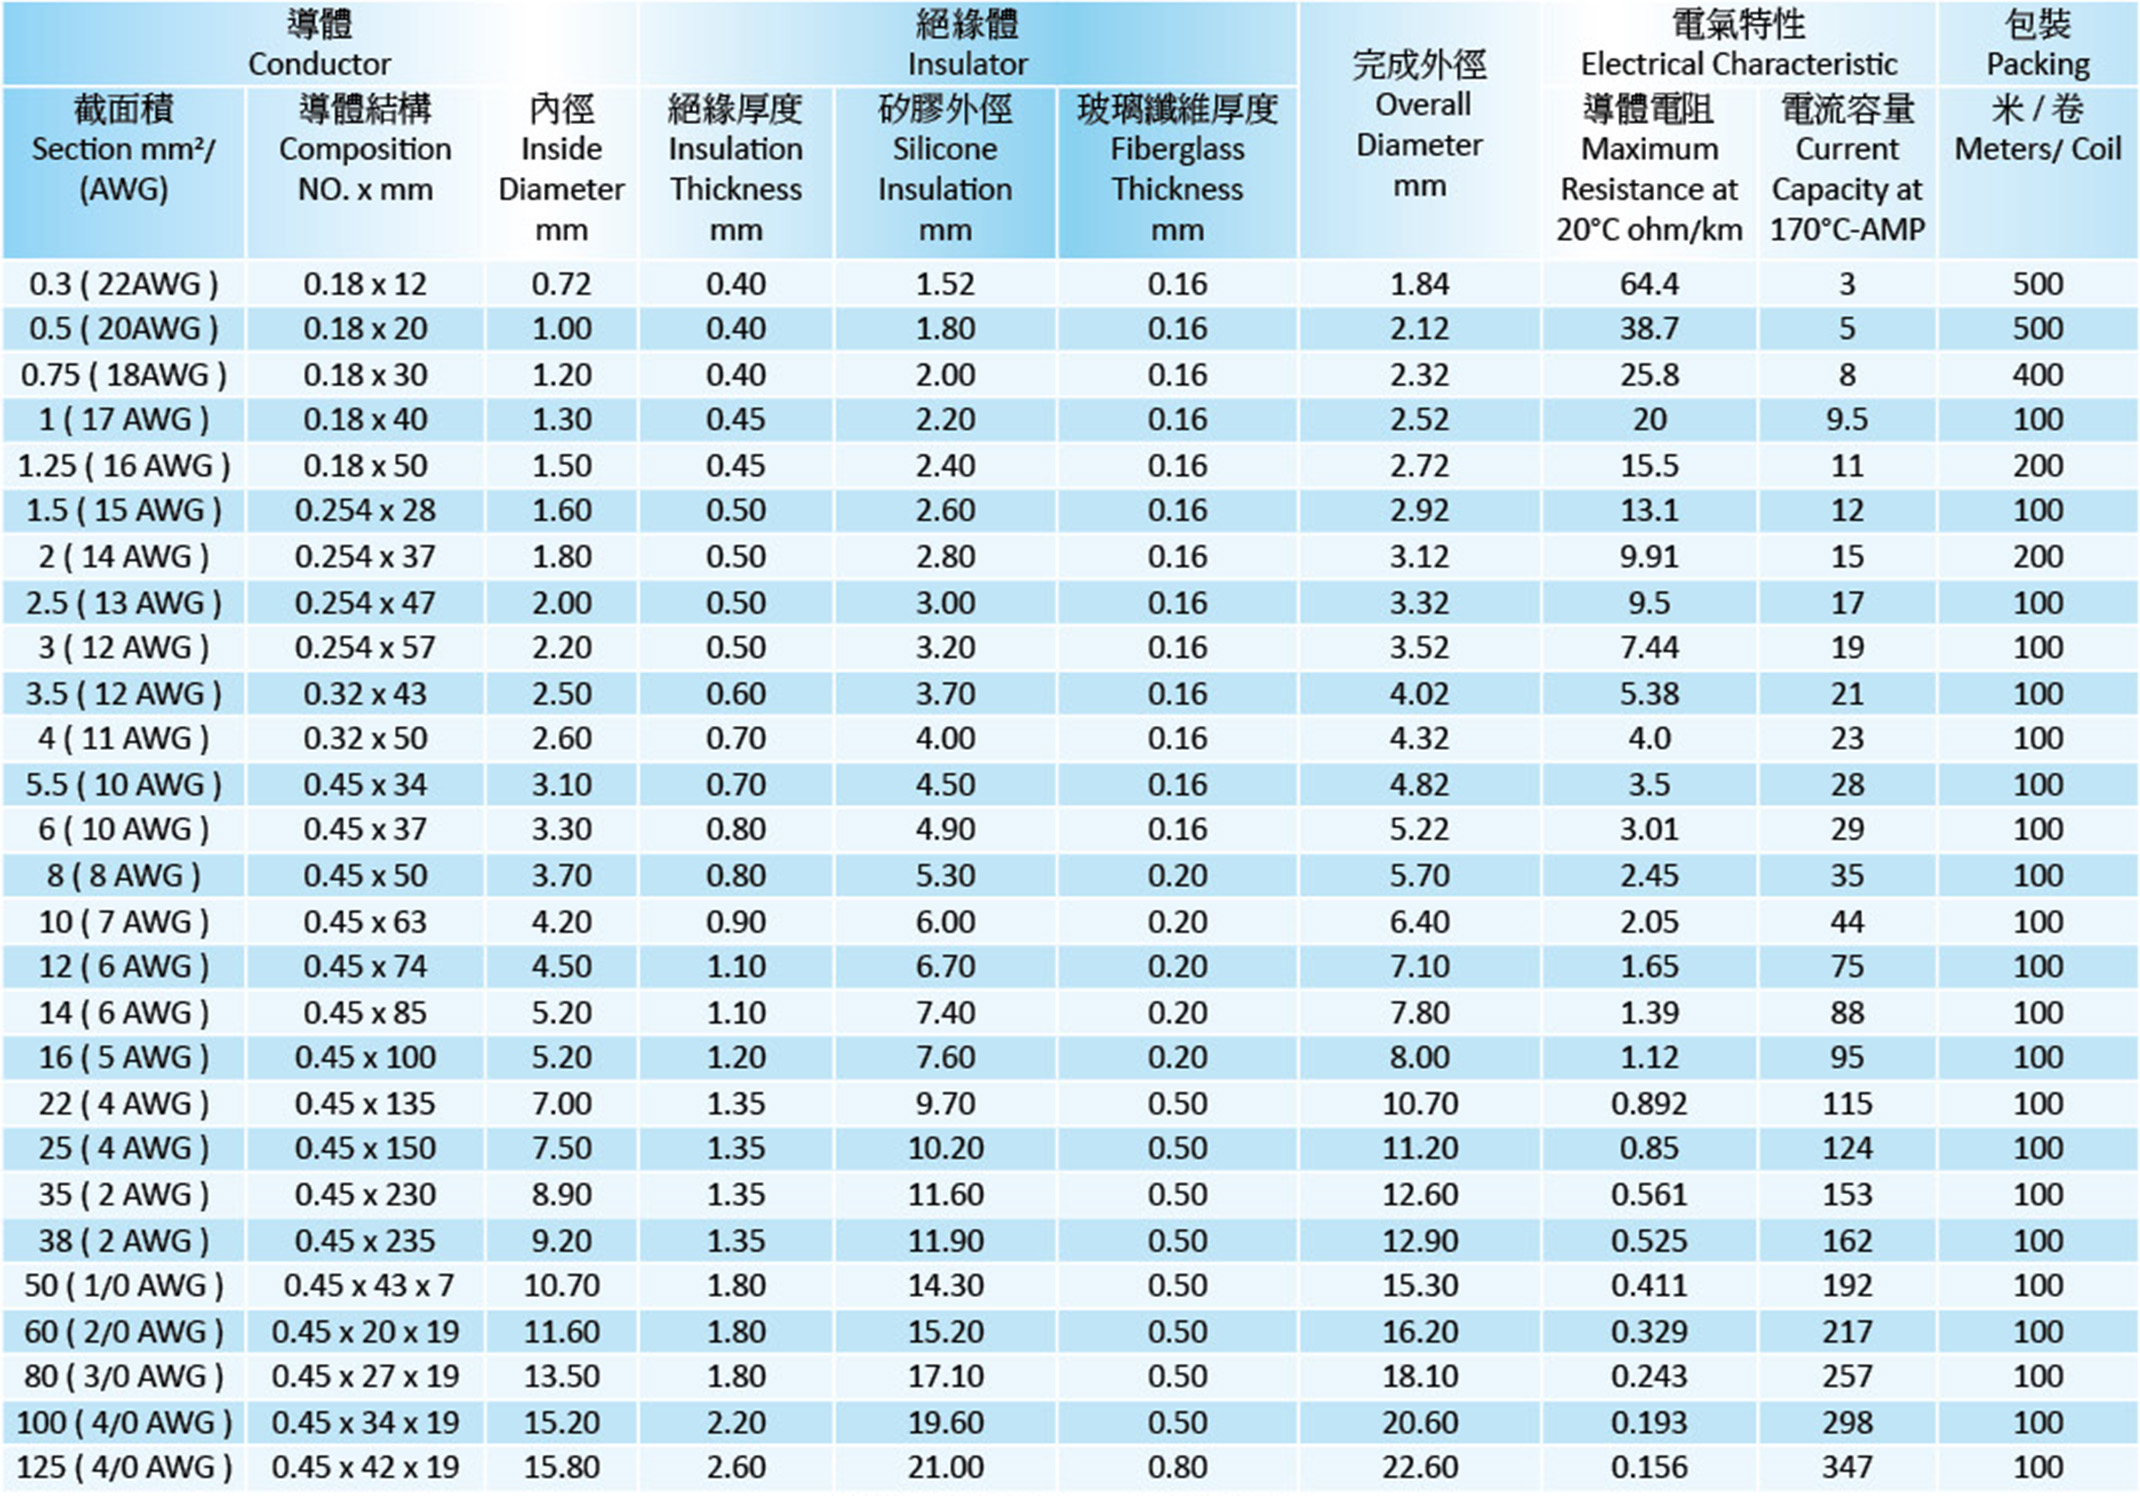 導體
Conductor
絕緣體
Insulator
完成外徑
Overall
Diameter
mm
電氣特性
Electrical Characteristic
包裝
Packing
截面積
Section mm²/
(AWG)
導體結構
Composition
NO. x mm
內徑
Inside
Diameter
mm
絕緣厚度
Insulation
Thickness
mm
矽膠外徑
Silicone
Insulation
mm
玻璃纖維厚度
Fiberglass
Thickness
mm
導體電阻
Maximum
Resistance at
20°C ohm/km
電流容量
Current
Capacity at
170°C-AMP
米 / 卷
Meters/ Coil
0.3 ( 22AWG ) 0.18 x 12 0.72 0.40 1.52 0.16 1.84 64.4 3 500
0.5 ( 20AWG ) 0.18 x 20 1.00 0.40 1.80 0.16 2.12 38.7 5 500
0.75 ( 18AWG ) 0.18 x 30 1.20 0.40 2.00 0.16 2.32 25.8 8 400
1 ( 17 AWG ) 0.18 x 40 1.30 0.45 2.20 0.16 2.52 20 9.5 100
1.25 ( 16 AWG ) 0.18 x 50 1.50 0.45 2.40 0.16 2.72 15.5 11 200
1.5 ( 15 AWG ) 0.254 x 28 1.60 0.50 2.60 0.16 2.92 13.1 12 100
2 ( 14 AWG ) 0.254 x 37 1.80 0.50 2.80 0.16 3.12 9.91 15 200
2.5 ( 13 AWG ) 0.254 x 47 2.00 0.50 3.00 0.16 3.32 9.5 17 100
3 ( 12 AWG ) 0.254 x 57 2.20 0.50 3.20 0.16 3.52 7.44 19 100
3.5 ( 12 AWG ) 0.32 x 43 2.50 0.60 3.70 0.16 4.02 5.38 21 100
4 ( 11 AWG ) 0.32 x 50 2.60 0.70 4.00 0.16 4.32 4.0 23 100
5.5 ( 10 AWG ) 0.45 x 34 3.10 0.70 4.50 0.16 4.82 3.5 28 100
6 ( 10 AWG ) 0.45 x 37 3.30 0.80 4.90 0.16 5.22 3.01 29 100
8 ( 8 AWG ) 0.45 x 50 3.70 0.80 5.30 0.20 5.70 2.45 35 100
10 ( 7 AWG ) 0.45 x 63 4.20 0.90 6.00 0.20 6.40 2.05 44 100
12 ( 6 AWG ) 0.45 x 74 4.50 1.10 6.70 0.20 7.10 1.65 75 100
14 ( 6 AWG ) 0.45 x 85 5.20 1.10 7.40 0.20 7.80 1.39 88 100
16 ( 5 AWG ) 0.45 x 100 5.20 1.20 7.60 0.20 8.00 1.12 95 100
22 ( 4 AWG ) 0.45 x 135 7.00 1.35 9.70 0.50 10.70 0.892 115 100
25 ( 4 AWG ) 0.45 x 150 7.50 1.35 10.20 0.50 11.20 0.85 124 100
35 ( 2 AWG ) 0.45 x 230 8.90 1.35 11.60 0.50 12.60 0.561 153 100
38 ( 2 AWG ) 0.45 x 235 9.20 1.35 11.90 0.50 12.90 0.525 162 100
50 ( 1/0 AWG ) 0.45 x 43 x 7 10.70 1.80 14.30 0.50 15.30 0.411 192 100
60 ( 2/0 AWG ) 0.45 x 20 x 19 11.60 1.80 15.20 0.50 16.20 0.329 217 100
80 ( 3/0 AWG ) 0.45 x 27 x 19 13.50 1.80 17.10 0.50 18.10 0.243 257 100
100 ( 4/0 AWG ) 0.45 x 34 x 19 15.20 2.20 19.60 0.50 20.60 0.193 298 100
125 ( 4/0 AWG ) 0.45 x 42 x 19 15.80 2.60 21.00 0.80 22.60 0.156 347 100